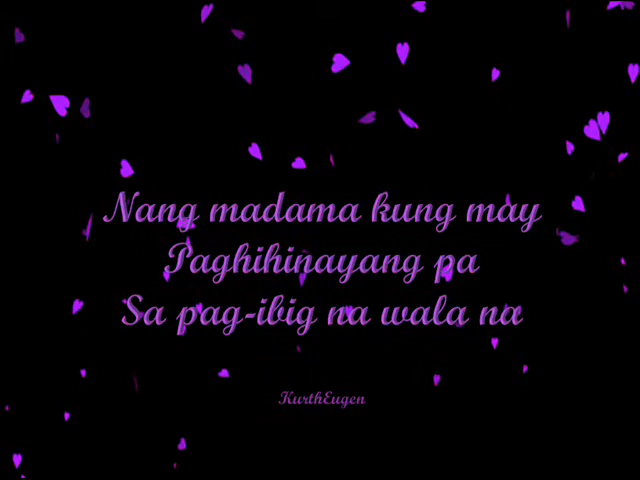 Nang madama kung may
Paghihinayang pa
Sa pag-ibig na wala na
KurthEugen